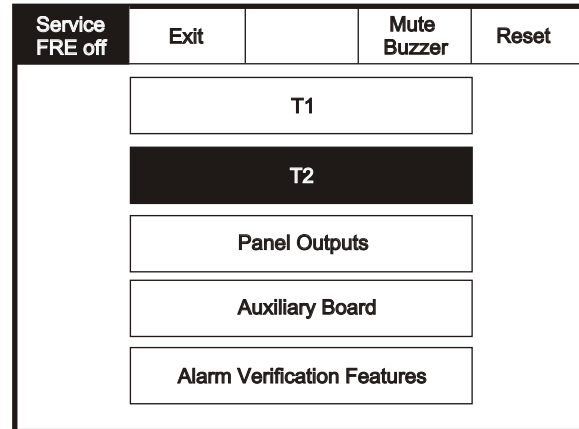 Service
FRE off
Exit
Mute
Buzzer
Reset
T1
T2
Panel Outputs
Auxiliary Board
Alarm Verification Features